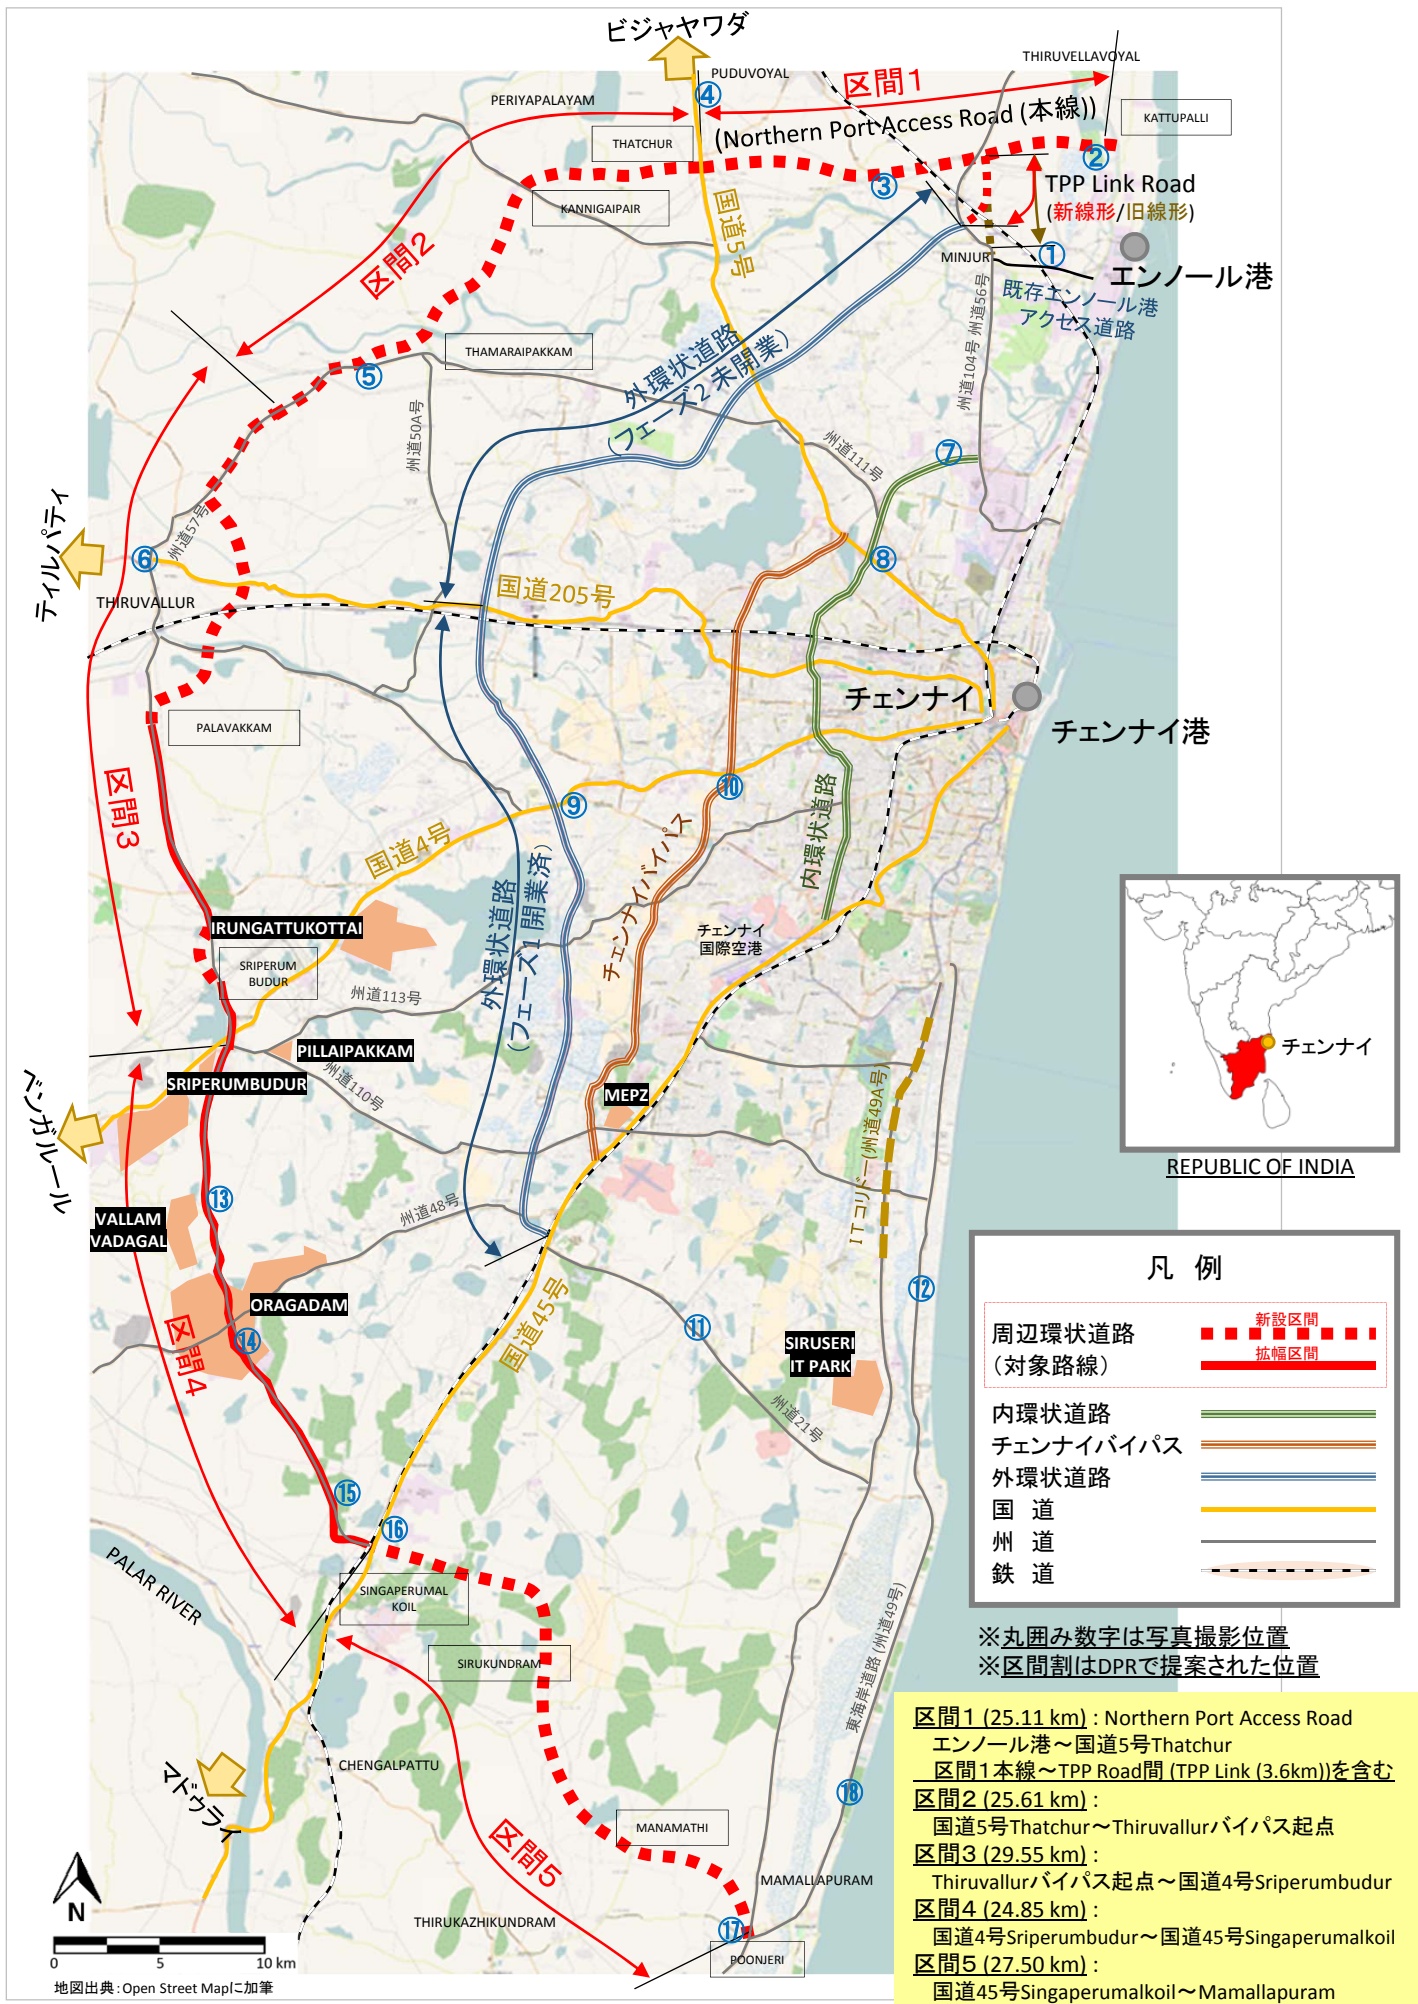 ビジャヤワダ
THIRUVELLAVOYAL
PUDUVOYAL
区間1
④
PERIYAPALAYAM
KATTUPALLI
(Northern Port Access Road (本線))
THATCHUR
②
③
TPP Link Road
(新線形/旧線形)
KANNIGAIPAIR
国道5号
区間2
MINJUR
①
エンノール港
既存エンノール港
アクセス道路
州道104号 州道56号
THAMARAIPAKKAM
外環状道路
(フェーズ2 未開業)
⑤
州道50A号
州道111号
⑦
ティルパティ
州道57号
⑥
⑧
国道205号
THIRUVALLUR
チェンナイ
チェンナイ港
PALAVAKKAM
区間3
⑩
⑨
内環状道路
国道4号
チェンナイバイパス
外環状道路
(フェーズ1 開業済)
IRUNGATTUKOTTAI
チェンナイ
国際空港
SRIPERUM
BUDUR
州道113号
PILLAIPAKKAM
SRIPERUMBUDUR
州道110号
MEPZ
ITコリドー(州道49A号)
ベンガルール
チェンナイ
REPUBLIC OF INDIA
⑬
VALLAM
VADAGAL
州道48号
ORAGADAM
⑭
区間4
国道45号
⑪
⑫
SIRUSERI
IT PARK
州道21号
凡 例
新設区間
周辺環状道路
拡幅区間
(対象路線)
内環状道路
チェンナイバイパス
外環状道路
国 道
州 道
鉄 道
⑮
⑯
PALAR RIVER
SINGAPERUMAL
KOIL
東海岸道路 (州道49号)
SIRUKUNDRAM
※丸囲み数字は写真撮影位置
※区間割はDPRで提案された位置
マドゥライ
CHENGALPATTU
⑱
MANAMATHI
区間5
MAMALLAPURAM
THIRUKAZHIKUNDRAM
⑰
POONJERI
N
0 5 10 km
地図出典：Open Street Mapに加筆
区間1 (25.11 km) : Northern Port Access Road
エンノール港～国道5号Thatchur
区間1本線～TPP Road間 (TPP Link (3.6km))を含む
区間2 (25.61 km) :
国道5号Thatchur～Thiruvallurバイパス起点
区間3 (29.55 km) :
Thiruvallurバイパス起点～国道4号Sriperumbudur
区間4 (24.85 km) :
国道4号Sriperumbudur～国道45号Singaperumalkoil
区間5 (27.50 km) :
国道45号Singaperumalkoil～Mamallapuram